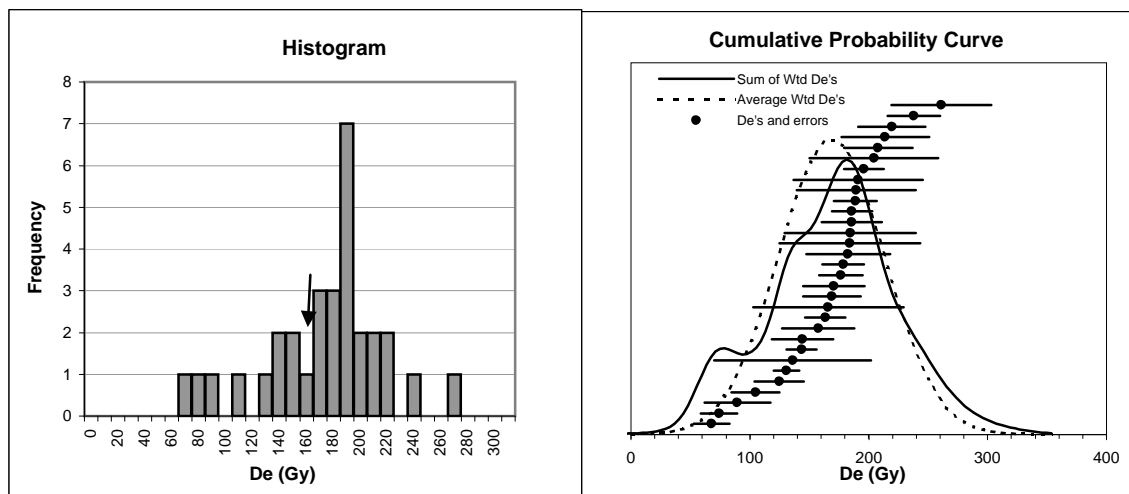 Histogram
8
7
6
5
4
3
2
1
0
Frequency
0 20 40 60 80 100 120 140 160 180 200 220 240 260 280 300
De (Gy)
Cumulative Probability Curve
Sum of Wtd De's
Average Wtd De's
De's and errors
0 100 200 300 400
De (Gy)